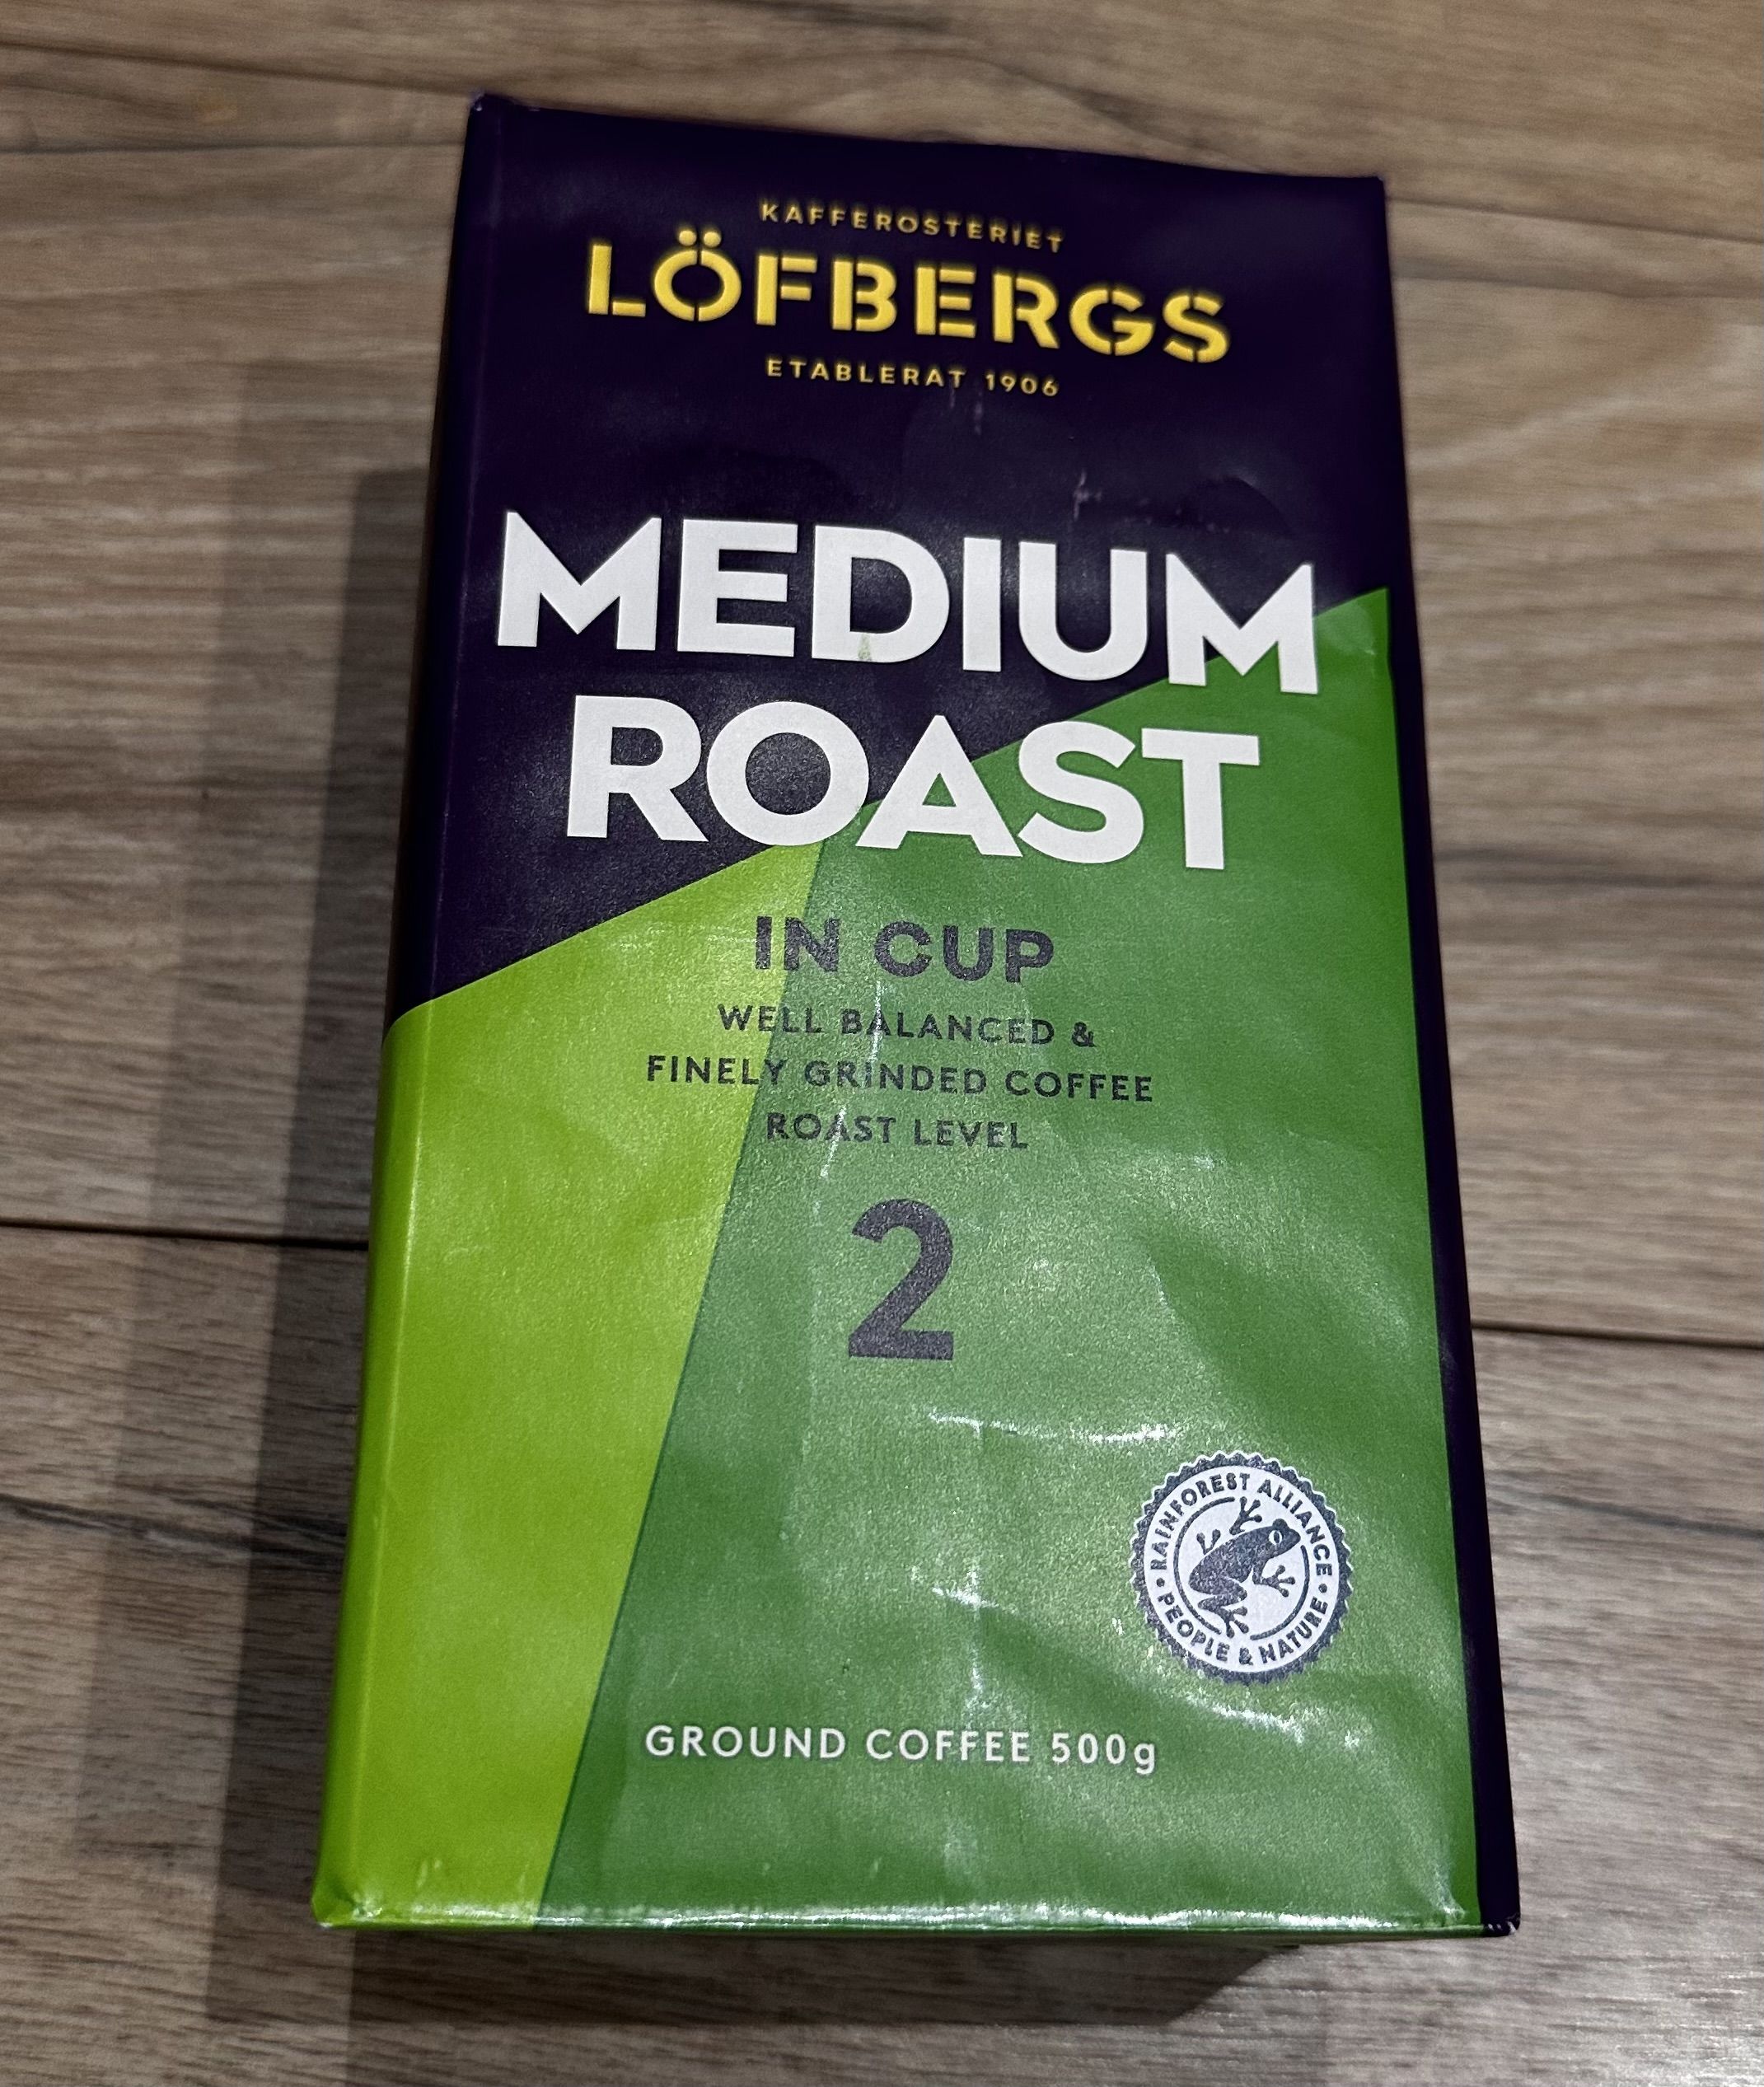 KAFFEROSTERIET
LÖFBERGS
ETABLERAT 1906
MEDIUM
ROAST
IN CUP
WELL BALANCED &
FINELY GRINDED COFFEE
ROAST LEVEL
2
RAINFOREST ALLIANCE
• PEOPLE & NATURE •
GROUND COFFEE 500g